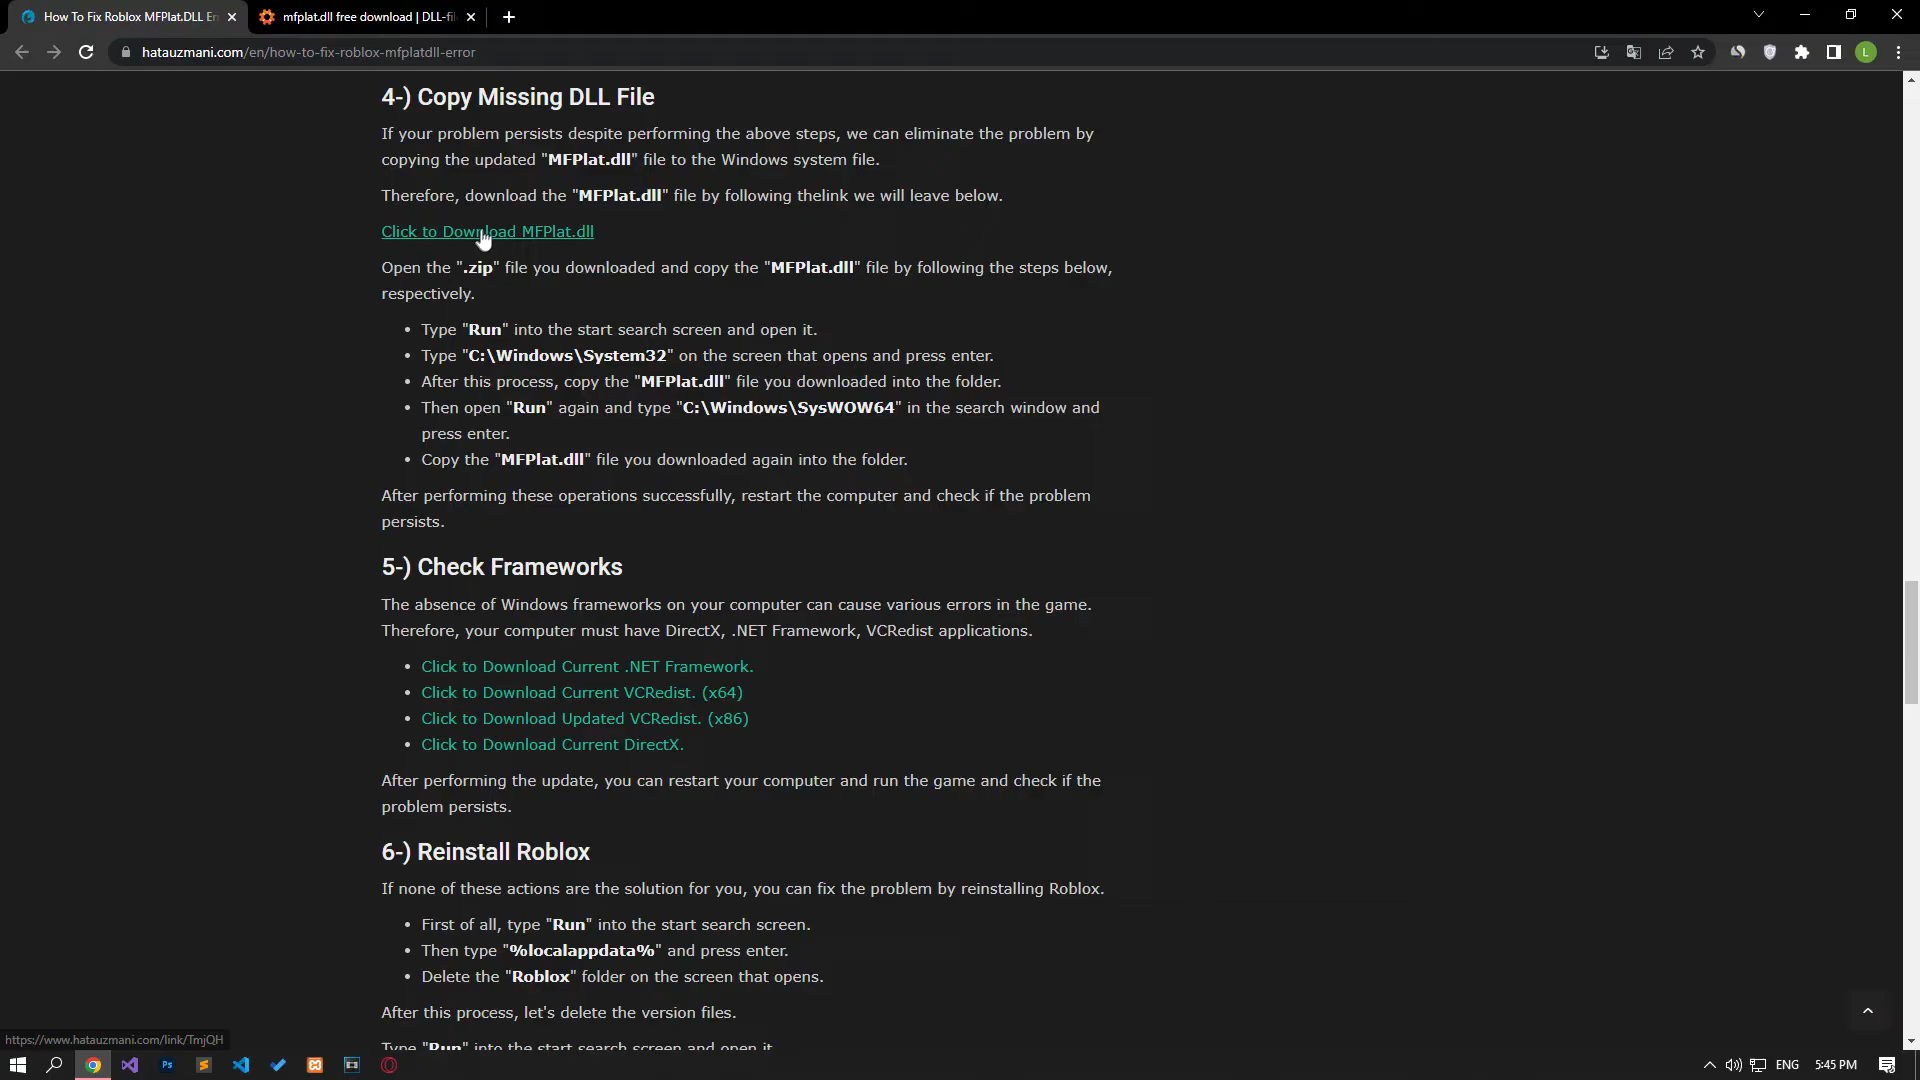 How To Fix Roblox MFPlat.DLL Er
mfplat.dll free download | DLL-fil
hatauzmani.com/en/how-to-fix-roblox-mfplatdll-error
L
4-) Copy Missing DLL File
If your problem persists despite performing the above steps, we can eliminate the problem by
copying the updated "MFPlat.dll" file to the Windows system file.
Therefore, download the "MFPlat.dll" file by following thelink we will leave below.
Click to Download MFPlat.dll
Open the ".zip" file you downloaded and copy the "MFPlat.dll" file by following the steps below,
respectively.
• Type "Run" into the start search screen and open it.
• Type "C:\Windows\System32" on the screen that opens and press enter.
• After this process, copy the "MFPlat.dll" file you downloaded into the folder.
• Then open "Run" again and type "C:\Windows\SysWOW64" in the search window and
press enter.
• Copy the "MFPlat.dll" file you downloaded again into the folder.
After performing these operations successfully, restart the computer and check if the problem
persists.
5-) Check Frameworks
The absence of Windows frameworks on your computer can cause various errors in the game.
Therefore, your computer must have DirectX, .NET Framework, VCRedist applications.
• Click to Download Current .NET Framework.
• Click to Download Current VCRedist. (x64)
• Click to Download Updated VCRedist. (x86)
• Click to Download Current DirectX.
After performing the update, you can restart your computer and run the game and check if the
problem persists.
6-) Reinstall Roblox
If none of these actions are the solution for you, you can fix the problem by reinstalling Roblox.
• First of all, type "Run" into the start search screen.
• Then type "%localappdata%" and press enter.
• Delete the "Roblox" folder on the screen that opens.
After this process, let's delete the version files.
Type "Run" into the start search screen and open it
https://www.hatauzmani.com/link/TmjQH
Ps
ENG
5:45 PM